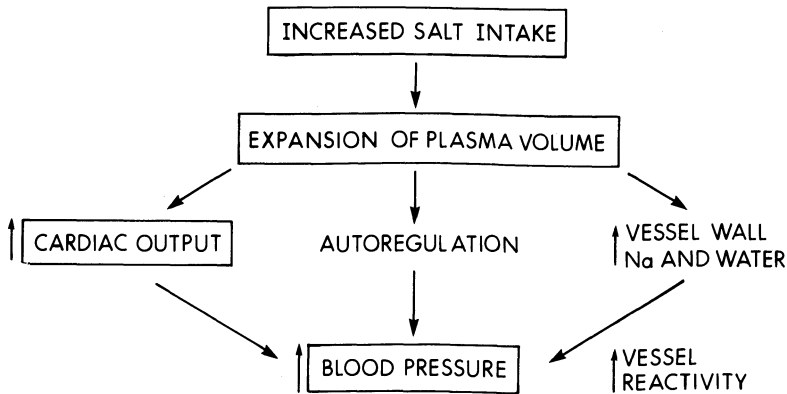 INCREASED SALT INTAKE
EXPANSION OF PLASMA VOLUME
CARDIAC OUTPUT
AUTOREGULATION
VESSEL WALL
Na AND WATER
BLOOD PRESSURE
VESSEL
REACTIVITY